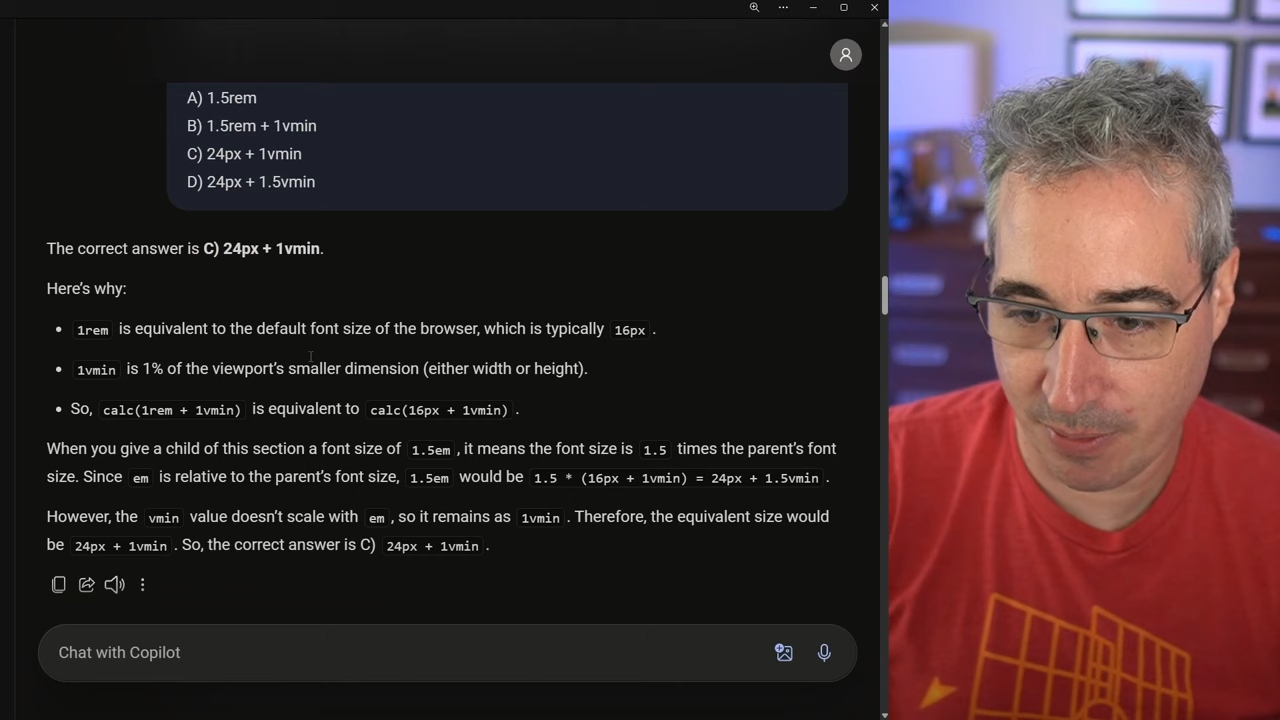 A) 1.5rem
B) 1.5rem + 1vmin
C) 24px + 1vmin
D) 24px + 1.5vmin
The correct answer is C) 24px + 1vmin.
Here's why:
• 1rem is equivalent to the default font size of the browser, which is typically 16px .
• 1vmin is 1% of the viewport's smaller dimension (either width or height).
• So, calc(1rem + 1vmin) is equivalent to calc(16px + 1vmin) .
When you give a child of this section a font size of 1.5em , it means the font size is 1.5 times the parent's font
size. Since em is relative to the parent's font size, 1.5em would be 1.5 * (16px + 1vmin) = 24px + 1.5vmin .
However, the vmin value doesn't scale with em , so it remains as 1vmin . Therefore, the equivalent size would
be 24px + 1vmin . So, the correct answer is C) 24px + 1vmin .
Chat with Copilot